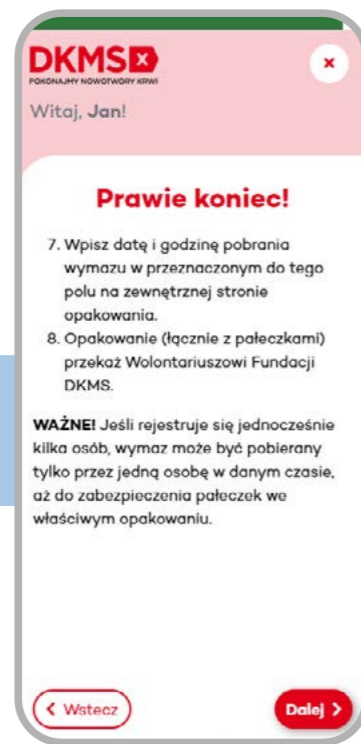 DKMS
POKONAJMY NOWOTWORY KRWI
Witaj, Jan!
Prawie koniec!
7. Wpisz datę i godzinę pobrania
wymazu w przeznaczonym do tego
polu na zewnętrznej stronie
opakowania.
8. Opakowanie (łącznie z pałeczkami)
przekaż Wolontariuszowi Fundacji
DKMS.
WAŻNE! Jeśli rejestruje się jednocześnie
kilka osób, wymaz może być pobierany
tylko przez jedną osobę w danym czasie,
aż do zabezpieczenia pałeczek we
właściwym opakowaniu.
Wstecz
Dalej